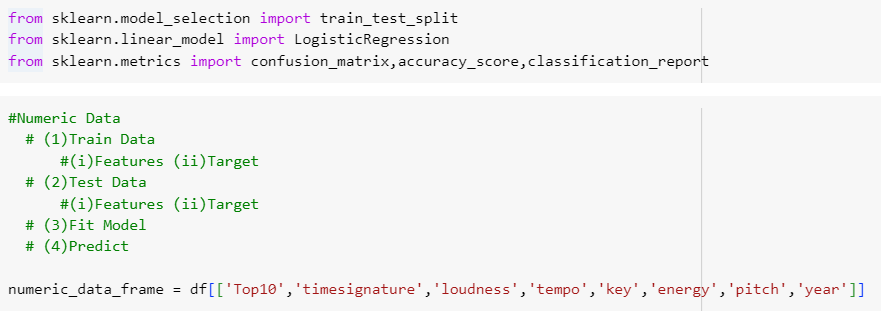 from sklearn.model_selection import train_test_split
from sklearn.linear_model import LogisticRegression
from sklearn.metrics import confusion_matrix,accuracy_score,classification_report
#Numeric Data
# (1)Train Data
#(i)Features (ii)Target
# (2)Test Data
#(i)Features (ii)Target
# (3)Fit Model
# (4)Predict
numeric_data_frame = df[['Top10','timesignature','loudness','tempo','key','energy','pitch','year']]